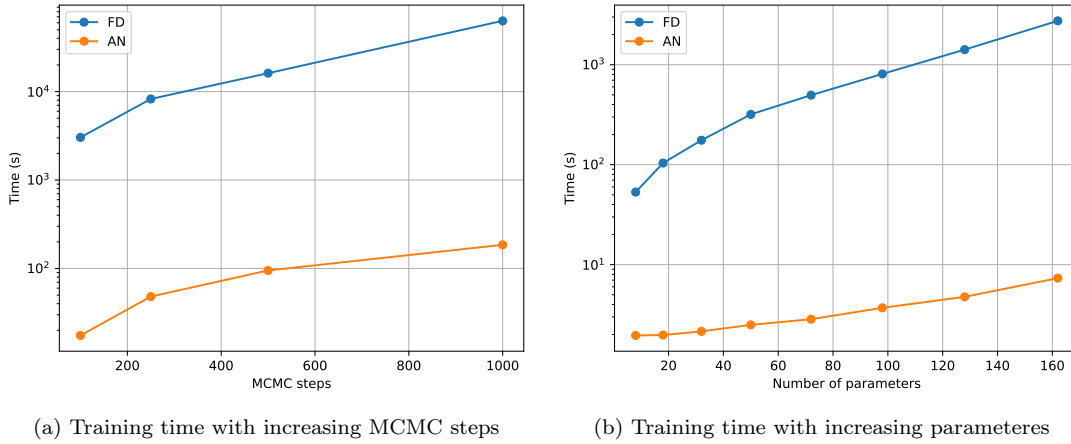 FD
AN
10^4
10^3
10^2
Time (s)
200 400 600 800 1000
MCMC steps
(a) Training time with increasing MCMC steps
FD
AN
10^3
10^2
10^1
Time (s)
20 40 60 80 100 120 140 160
Number of parameters
(b) Training time with increasing parameteres